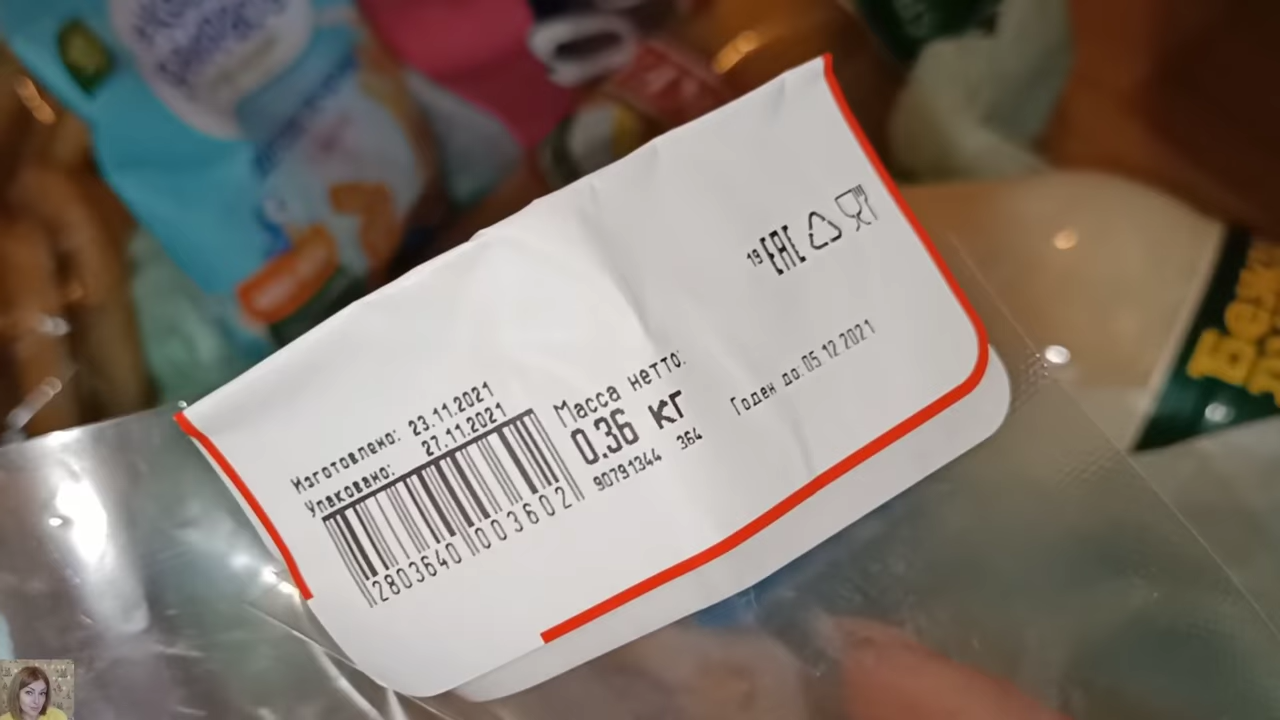 19 EAC
Изготовлено: 23.11.2021
Упаковано: 27.11.2021
Масса нетто:
0.36 кг
90791344 364
Годен до: 05.12.2021
2803640 003602